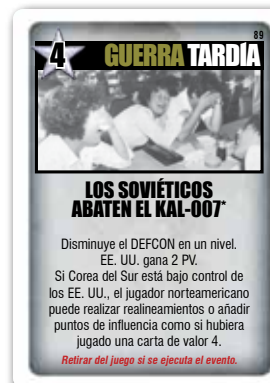 89
4 GUERRA TARDÍA
LOS SOVIÉTICOS
ABATEN EL KAL-007*
Disminuye el DEFCON en un nivel.
EE. UU. gana 2 PV.
Si Corea del Sur está bajo control de
los EE. UU., el jugador norteamericano
puede realizar realineamientos o añadir
puntos de influencia como si hubiera
jugado una carta de valor 4.
Retirar del juego si se ejecuta el evento.